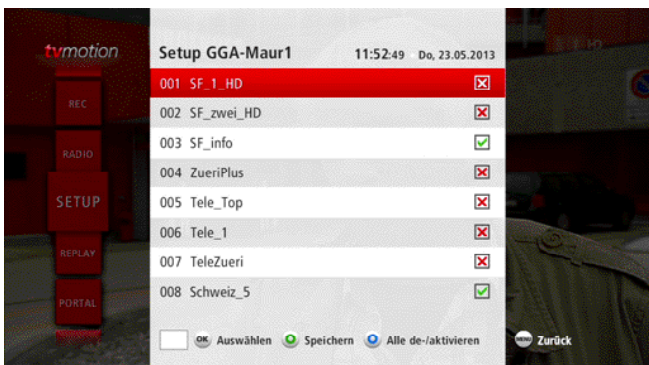 tvmotion
Setup GGA-Maur1 11:52:49 Do, 23.05.2013
001 SF_1_HD
002 SF_zwei_HD
003 SF_info
004 ZueriPlus
005 Tele_Top
006 Tele_1
007 TeleZueri
008 Schweiz_5
REC
RADIO
SETUP
REPLAY
PORTAL
OK Auswählen Speichern Alle de-/aktivieren MENU Zurück